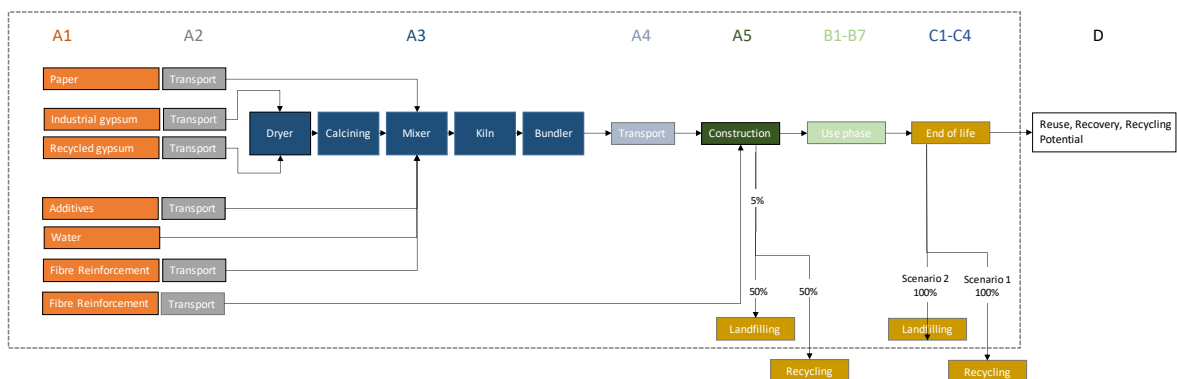 A1
A2
A3
A4
A5
B1-B7
C1-C4
D
Paper
Transport
Industrial gypsum
Transport
Recycled gypsum
Transport
Dryer
Calcining
Mixer
Kiln
Bundler
Transport
Construction
Use phase
End of life
Reuse, Recovery, Recycling
Potential
Additives
Transport
Water
Fibre Reinforcement
Transport
Fibre Reinforcement
Transport
5%
50%
50%
Scenario 2
100%
Scenario 1
100%
Landfilling
Recycling
Landfilling
Recycling